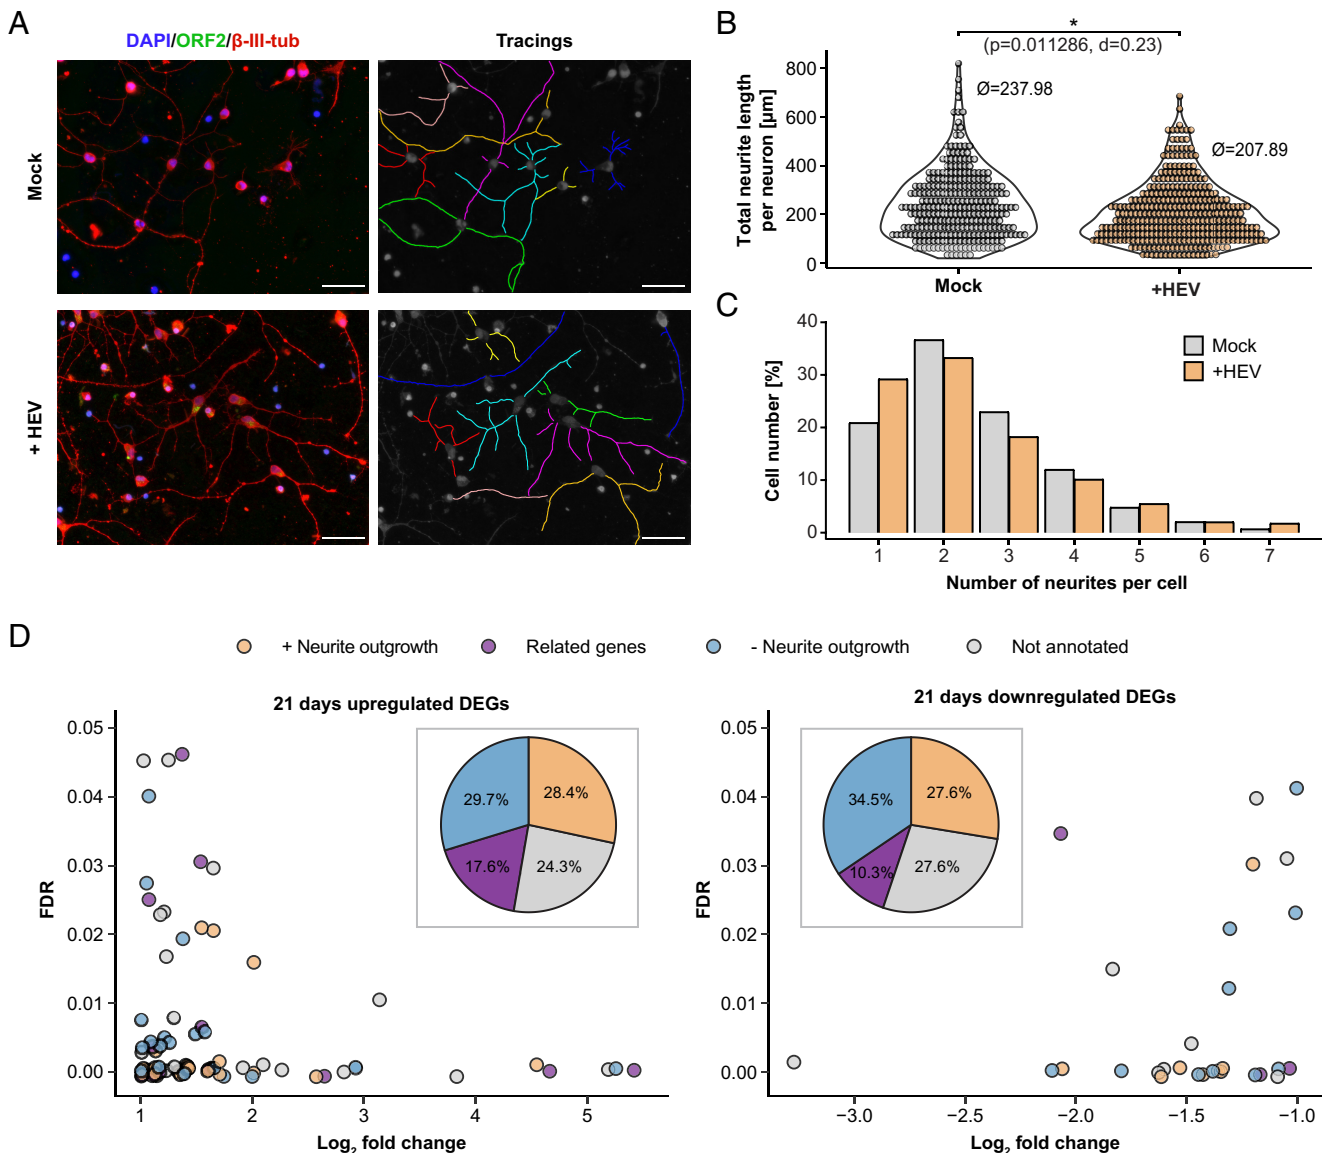 A
DAPI/ORF2/β-III-tub
Tracings
Mock
+ HEV
B
*
(p=0.011286, d=0.23)
Total neurite length
per neuron [µm]
800
600
400
200
0
Ø=237.98
Ø=207.89
Mock
+HEV
C
Cell number [%]
40
30
20
10
0
Mock
+HEV
1 2 3 4 5 6 7
Number of neurites per cell
D
+ Neurite outgrowth
Related genes
- Neurite outgrowth
Not annotated
21 days upregulated DEGs
FDR
0.05
0.04
0.03
0.02
0.01
0.00
29.7%
28.4%
17.6%
24.3%
1 2 3 4 5
Log₂ fold change
21 days downregulated DEGs
FDR
0.05
0.04
0.03
0.02
0.01
0.00
34.5%
27.6%
10.3%
27.6%
−3.0 −2.5 −2.0 −1.5 −1.0
Log₂ fold change